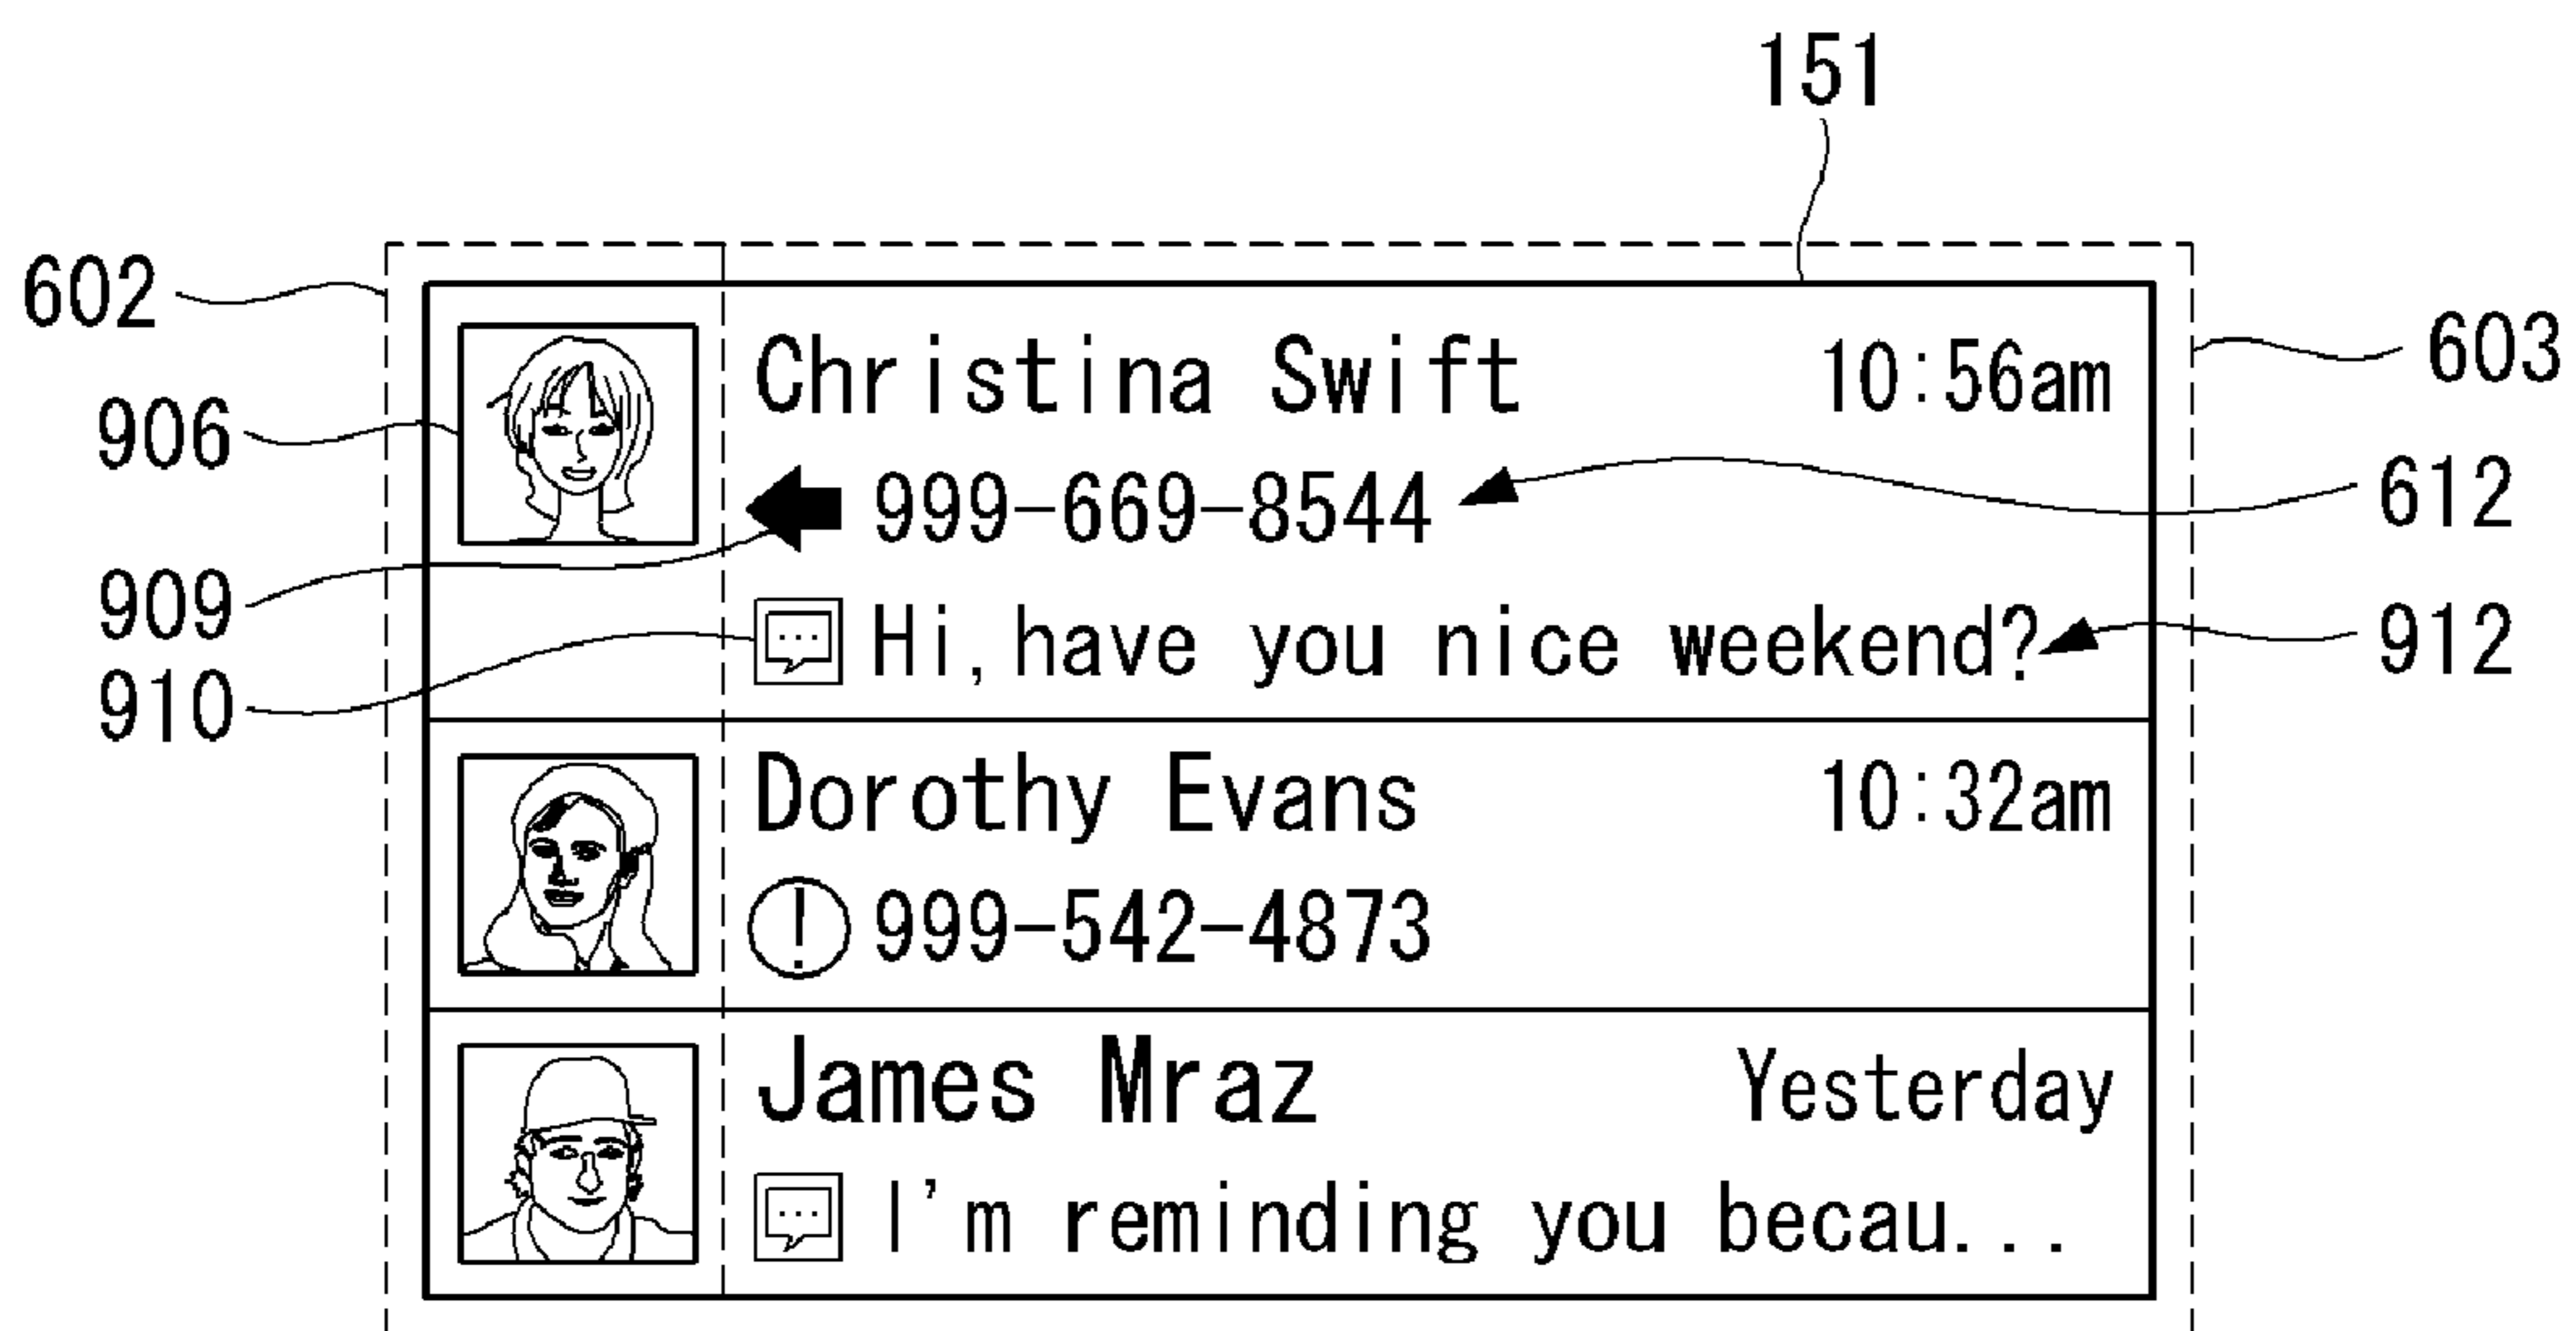 151
602
Christina Swift 10:56am
603
906
999-669-8544
612
909
Hi, have you nice weekend?
912
910
Dorothy Evans 10:32am
! 999-542-4873
James Mraz Yesterday
I'm reminding you becau...